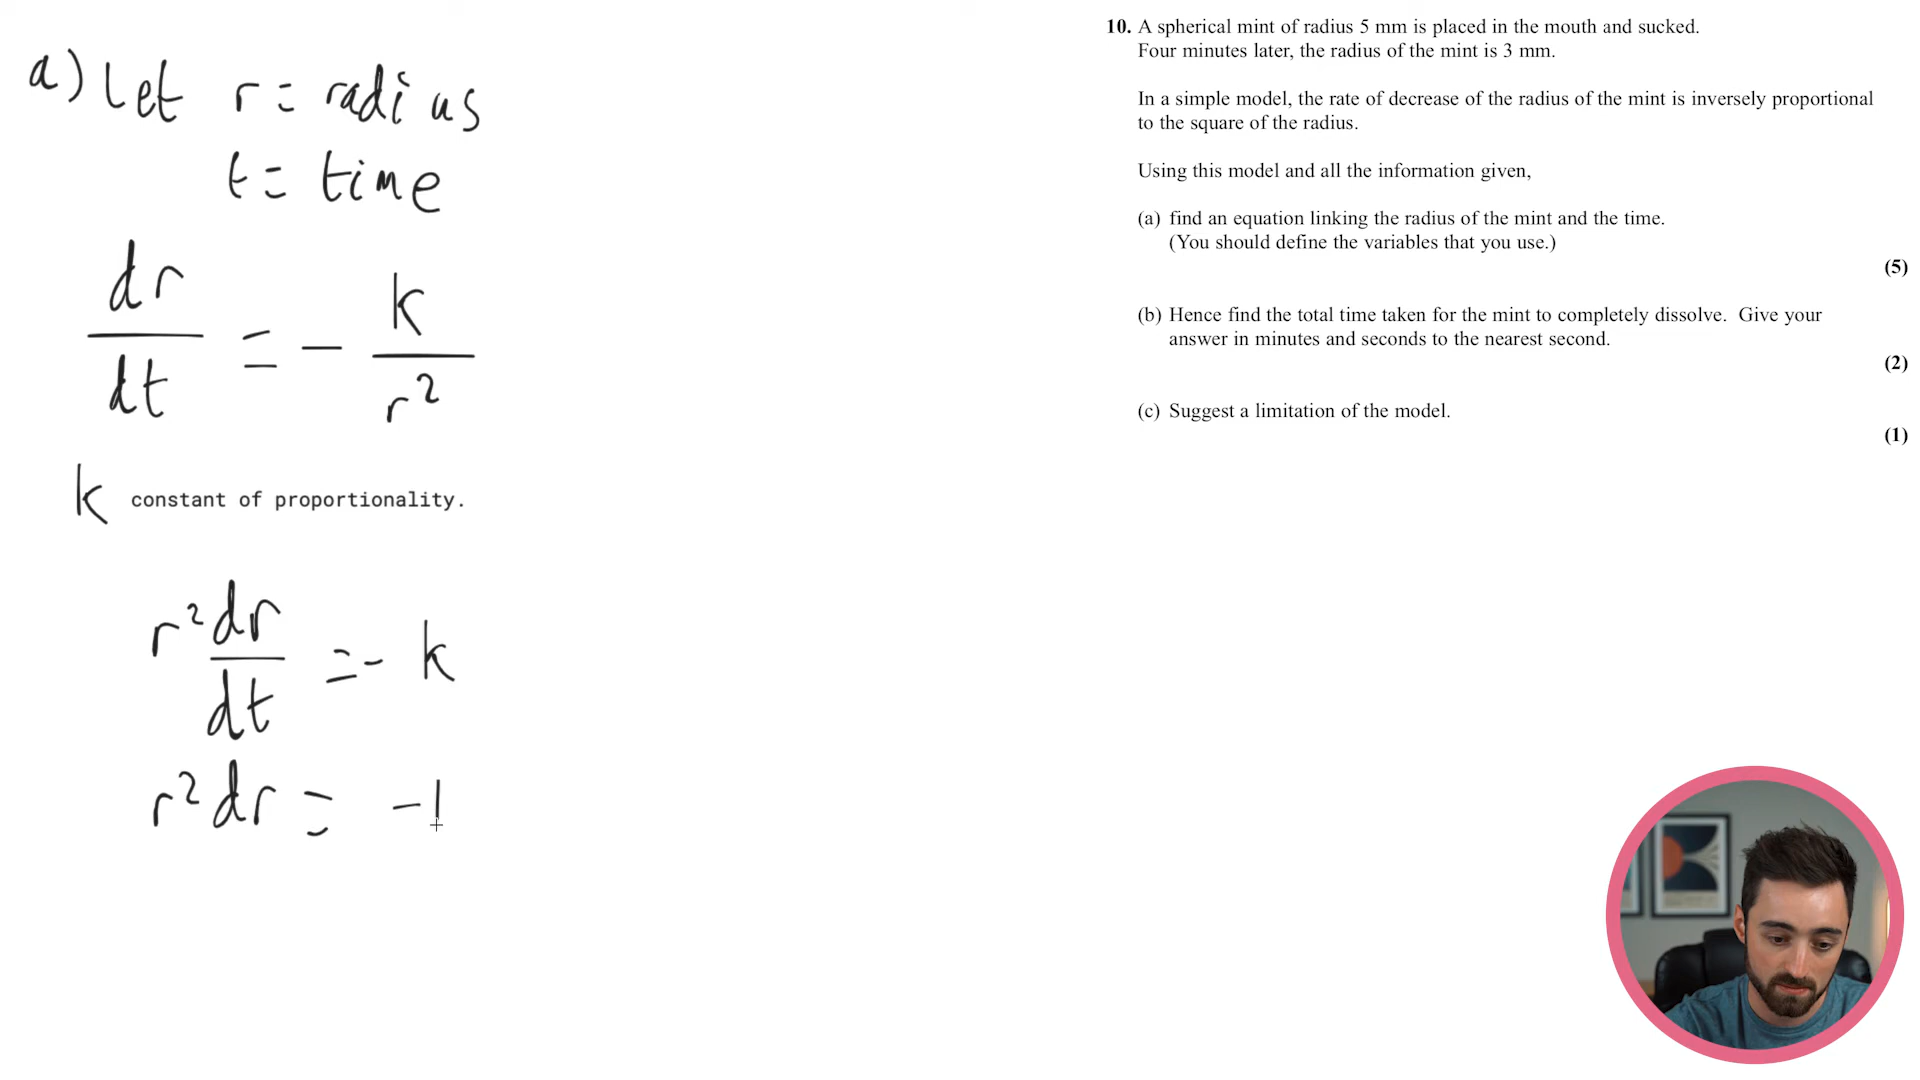 a) Let r = radius
t = time
dr/dt = - k/r²
k constant of proportionality.
r² dr/dt = - k
r² dr = -1
10. A spherical mint of radius 5 mm is placed in the mouth and sucked.
Four minutes later, the radius of the mint is 3 mm.
In a simple model, the rate of decrease of the radius of the mint is inversely proportional
to the square of the radius.
Using this model and all the information given,
(a) find an equation linking the radius of the mint and the time.
(You should define the variables that you use.)
(5)
(b) Hence find the total time taken for the mint to completely dissolve. Give your
answer in minutes and seconds to the nearest second.
(2)
(c) Suggest a limitation of the model.
(1)